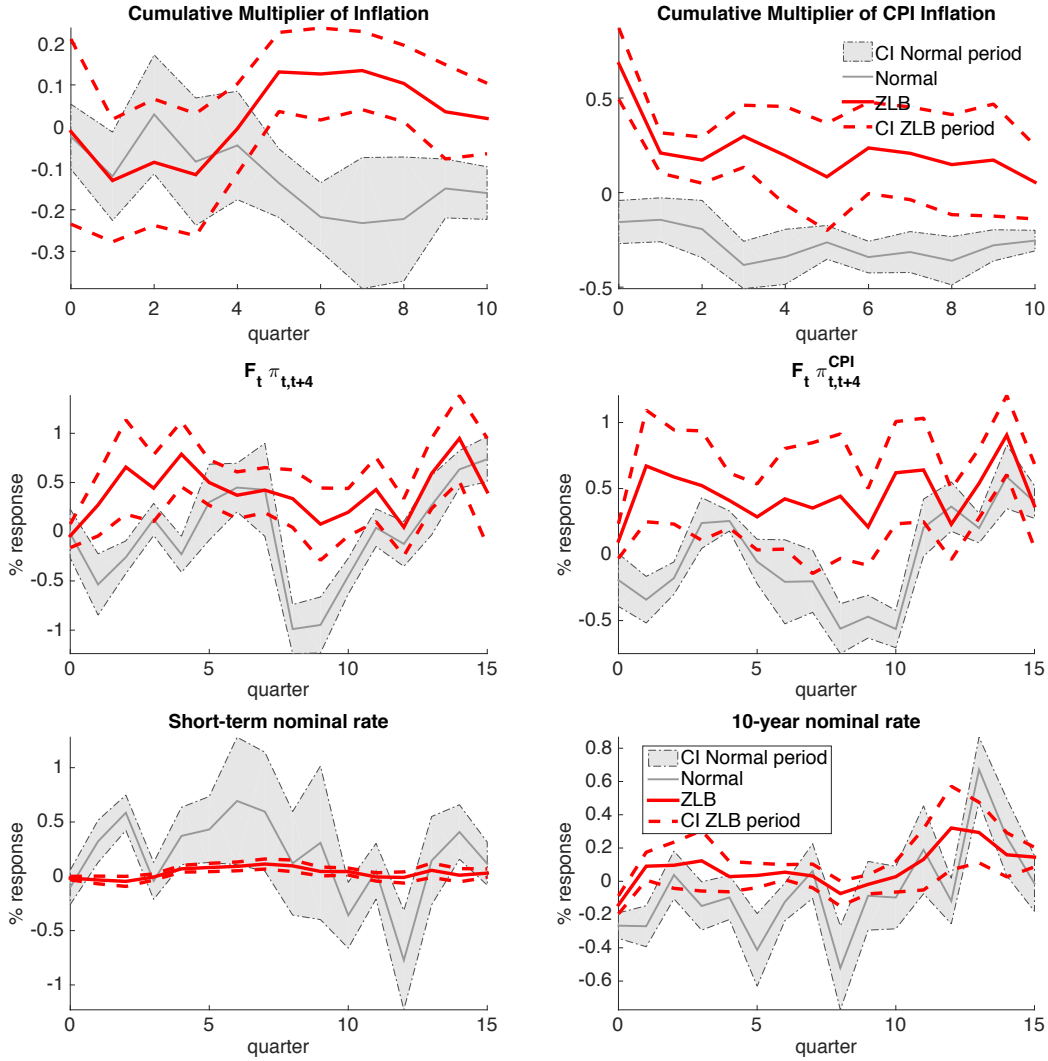 Cumulative Multiplier of Inflation
0.2
0.1
0
-0.1
-0.2
-0.3
0 2 4 6 8 10
quarter
Cumulative Multiplier of CPI Inflation
CI Normal period
Normal
ZLB
CI ZLB period
0.5
0
-0.5
0 2 4 6 8 10
quarter
F_t π_t,t+4
% response
1
0.5
0
-0.5
-1
0 5 10 15
quarter
F_t π^CPI_t,t+4
% response
1
0.5
0
-0.5
0 5 10 15
quarter
Short-term nominal rate
% response
1
0.5
0
-0.5
-1
0 5 10 15
quarter
10-year nominal rate
CI Normal period
Normal
ZLB
CI ZLB period
% response
0.8
0.6
0.4
0.2
0
-0.2
-0.4
-0.6
0 5 10 15
quarter